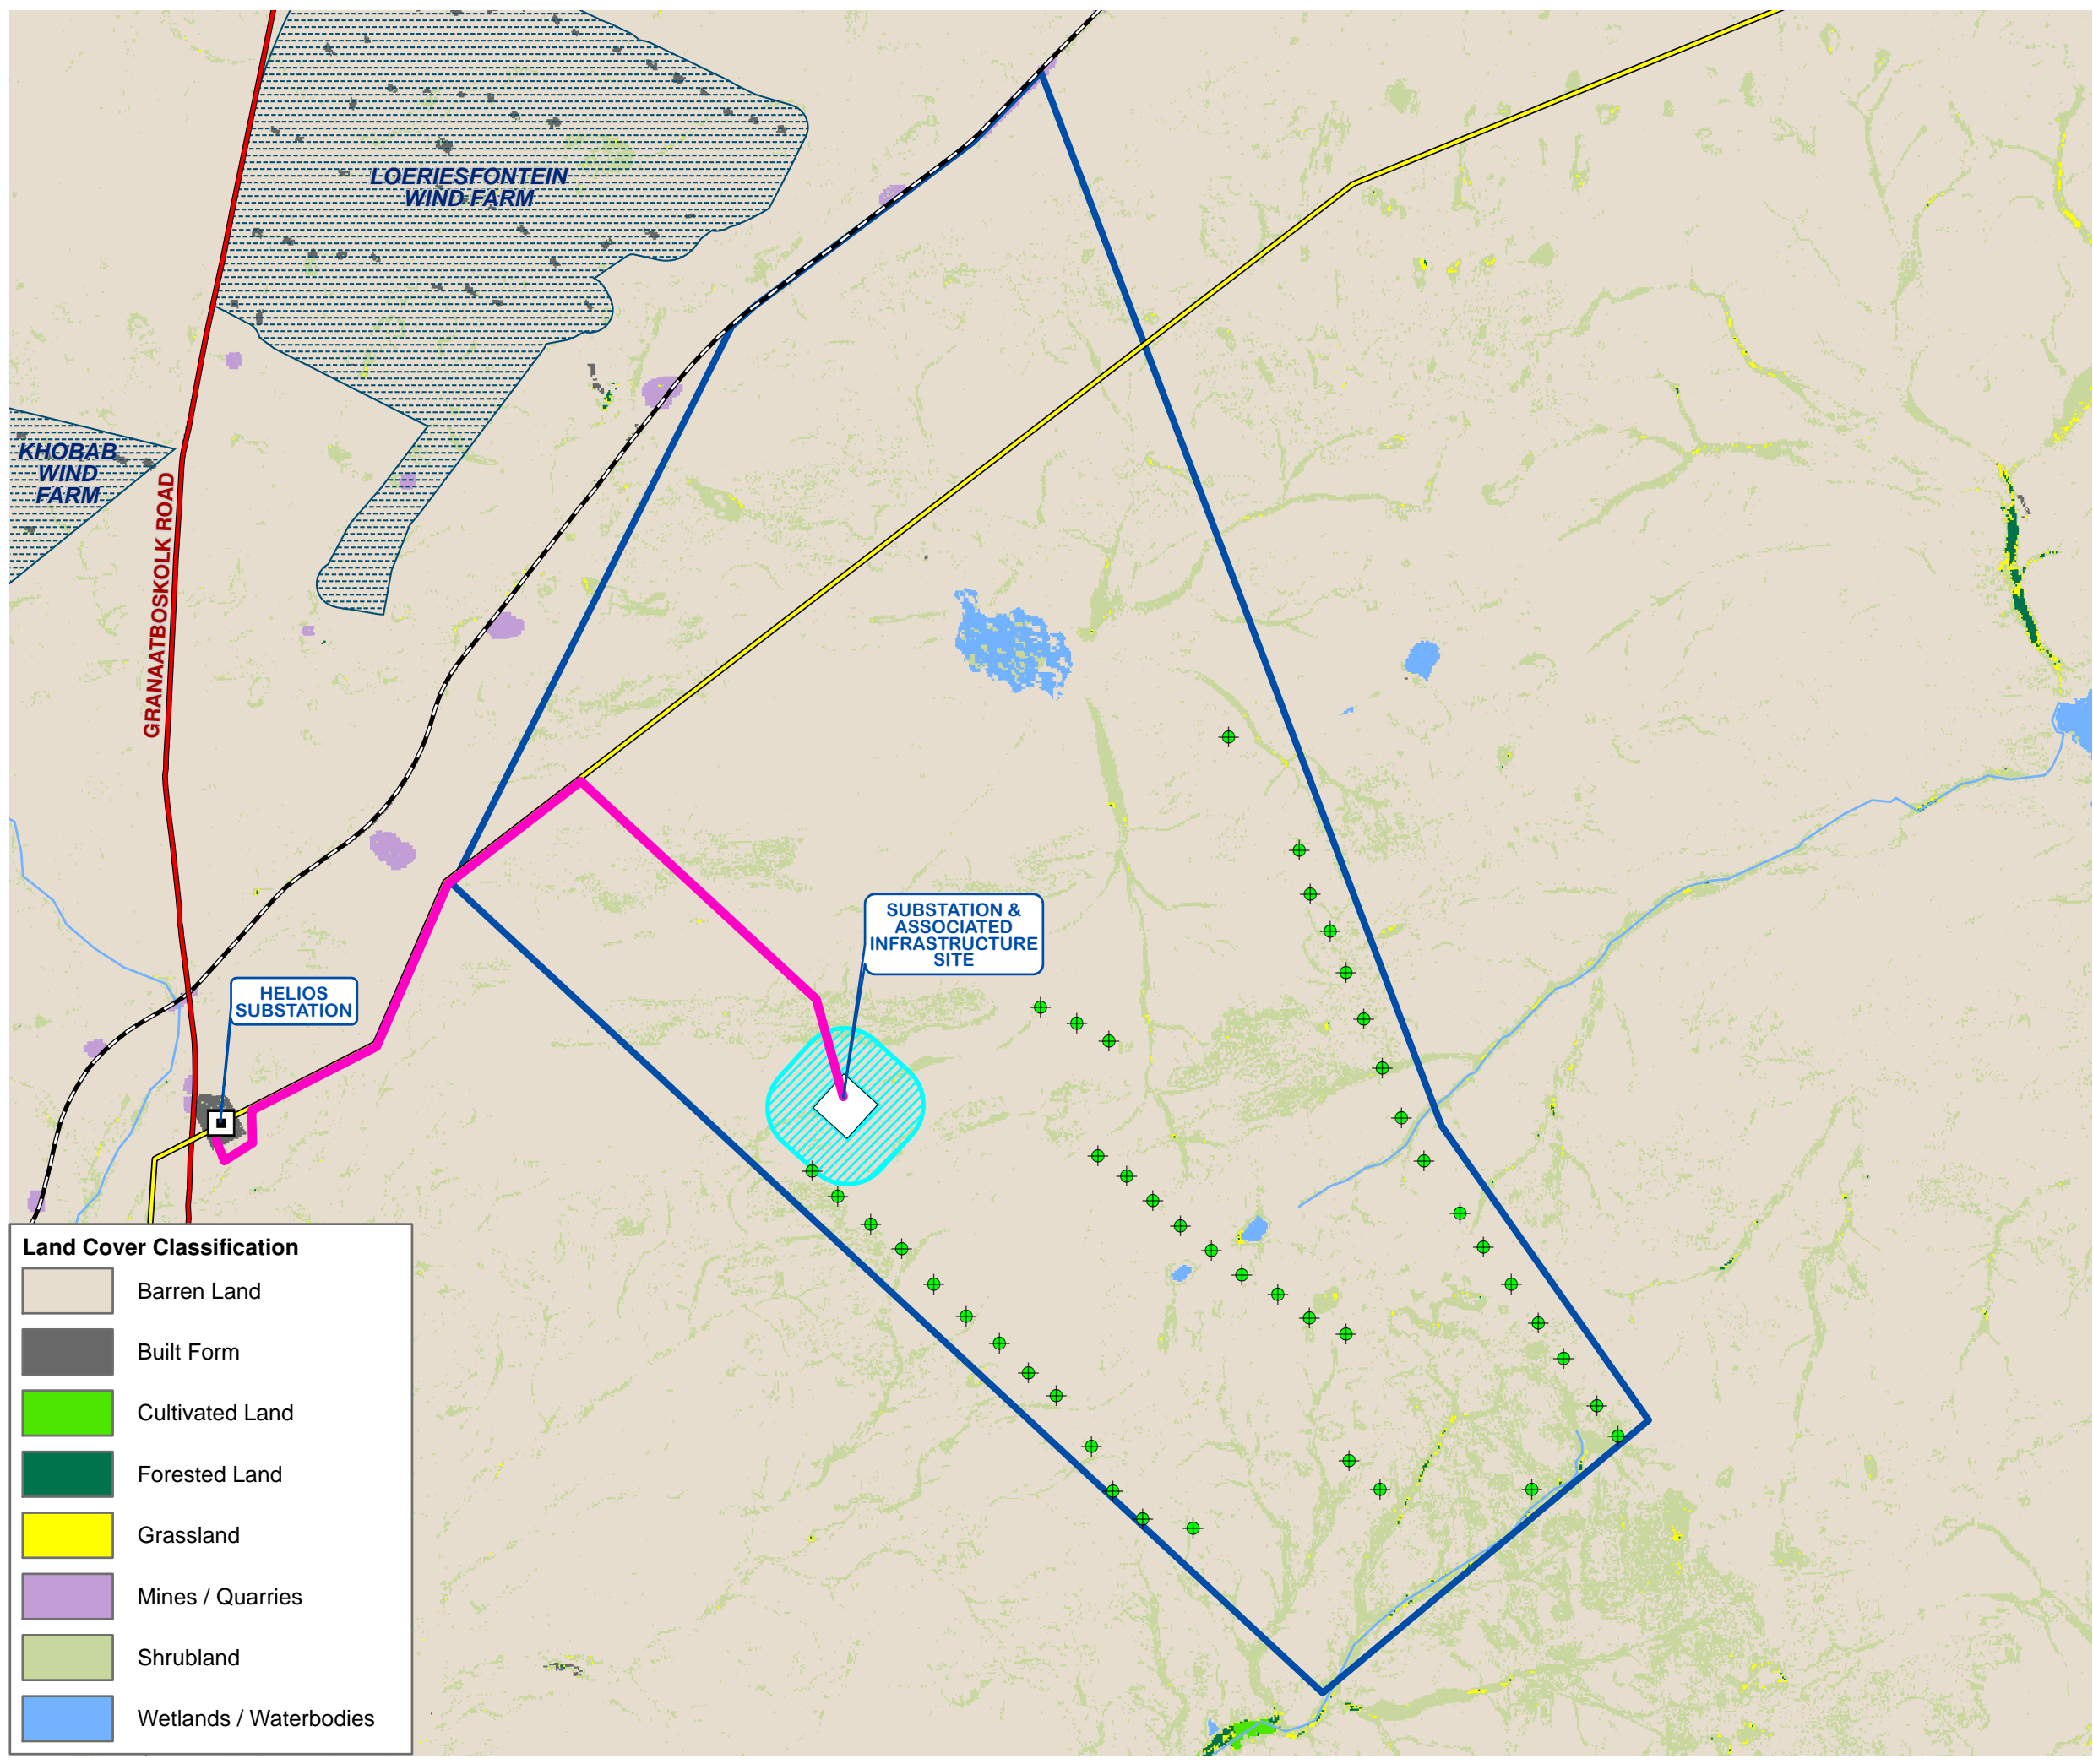 LOERIESFONTEIN
WIND FARM
KHOBAB
WIND
FARM
GRANAATBOSKOLK ROAD
SUBSTATION &
ASSOCIATED
INFRASTRUCTURE
SITE
HELIOS
SUBSTATION
Land Cover Classification
Barren Land
Built Form
Cultivated Land
Forested Land
Grassland
Mines / Quarries
Shrubland
Wetlands / Waterbodies